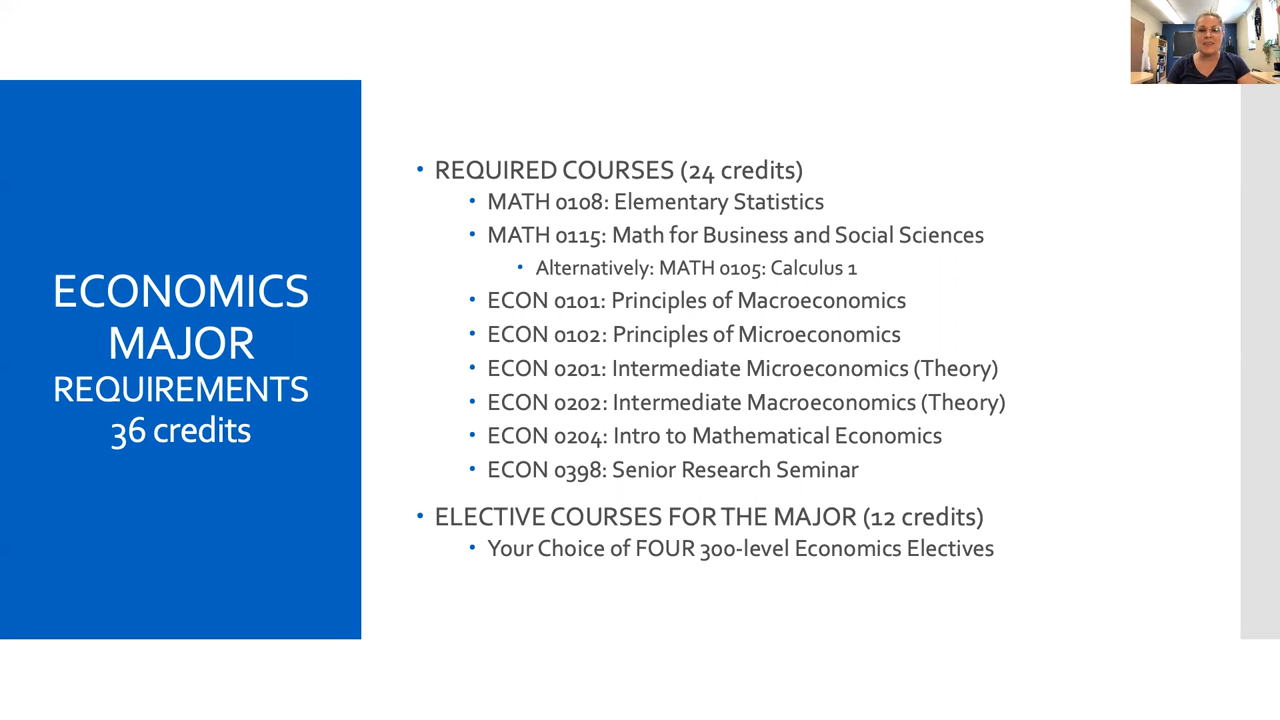 ECONOMICS
MAJOR
REQUIREMENTS
36 credits
• REQUIRED COURSES (24 credits)
• MATH 0108: Elementary Statistics
• MATH 0115: Math for Business and Social Sciences
• Alternatively: MATH 0105: Calculus 1
• ECON 0101: Principles of Macroeconomics
• ECON 0102: Principles of Microeconomics
• ECON 0201: Intermediate Microeconomics (Theory)
• ECON 0202: Intermediate Macroeconomics (Theory)
• ECON 0204: Intro to Mathematical Economics
• ECON 0398: Senior Research Seminar
• ELECTIVE COURSES FOR THE MAJOR (12 credits)
• Your Choice of FOUR 300-level Economics Electives